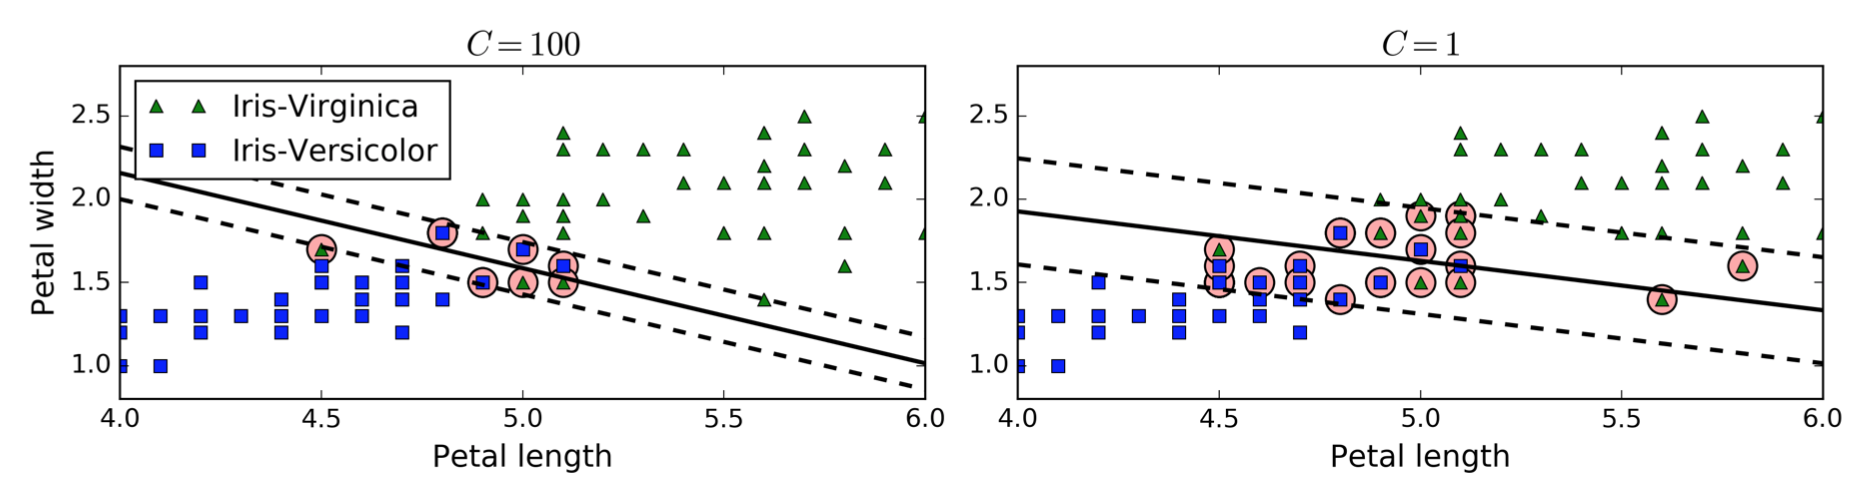 C = 100
Iris-Virginica
Iris-Versicolor
Petal width
2.5
2.0
1.5
1.0
4.0 4.5 5.0 5.5 6.0
Petal length
C = 1
2.5
2.0
1.5
1.0
4.0 4.5 5.0 5.5 6.0
Petal length